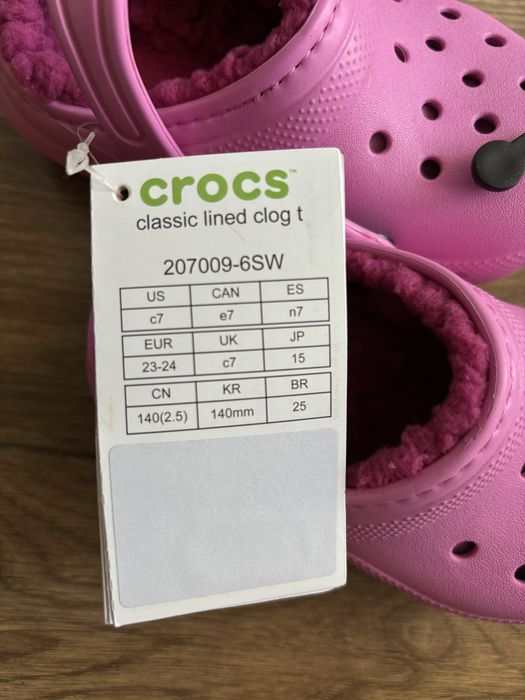 crocs™
classic lined clog t
207009-6SW
US CAN ES
c7 e7 n7
EUR UK JP
23-24 c7 15
CN KR BR
140(2.5) 140mm 25